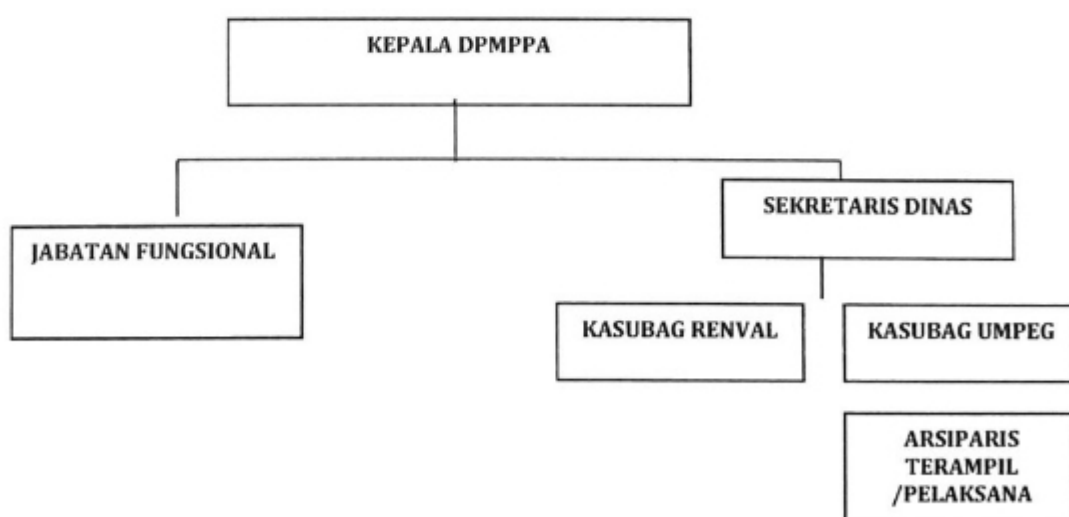 KEPALA DPMPPA
SEKRETARIS DINAS
JABATAN FUNGSIONAL
KASUBAG RENVAL
KASUBAG UMPEG
ARSIPARIS
TERAMPIL
/PELAKSANA